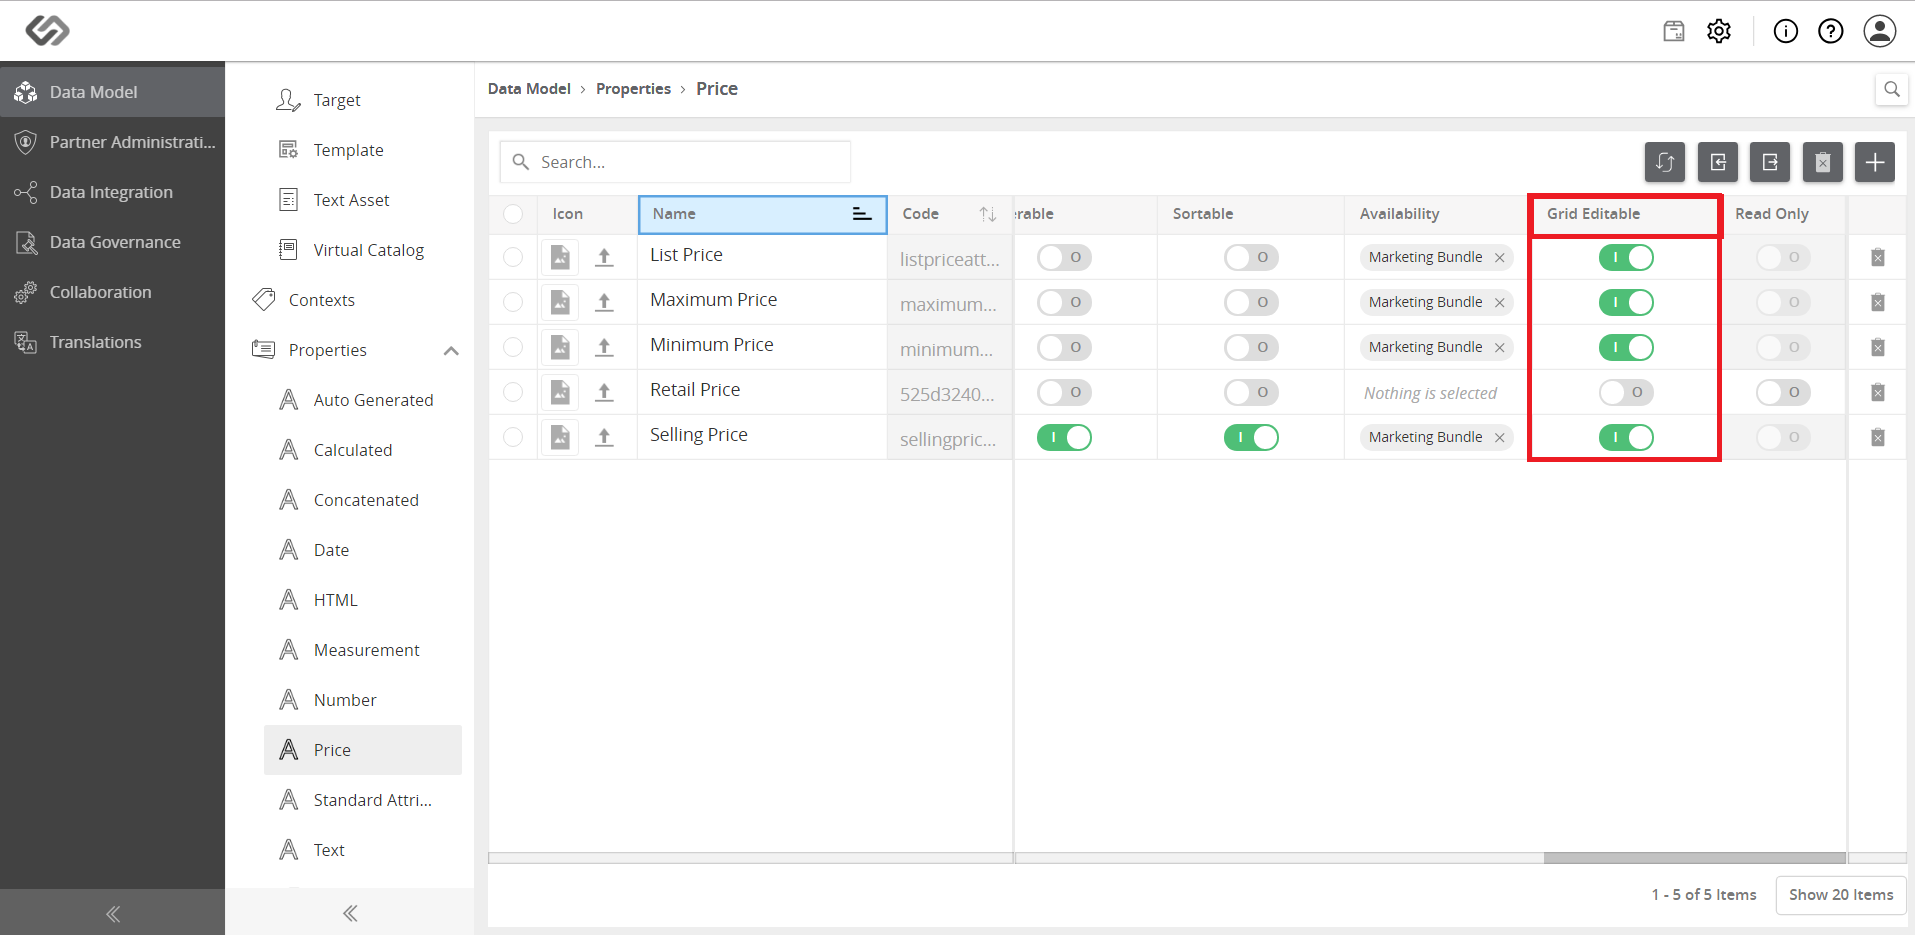 Data Model
Partner Administrati...
Data Integration
Data Governance
Collaboration
Translations
Target
Template
Text Asset
Virtual Catalog
Contexts
Properties
Auto Generated
Calculated
Concatenated
Date
HTML
Measurement
Number
Price
Standard Attri...
Text
Data Model › Properties › Price
Search...
Icon Name Code erable Sortable Availability Grid Editable Read Only
List Price listpriceatt... O O Marketing Bundle × I O
Maximum Price maximum... O O Marketing Bundle × I O
Minimum Price minimum... O O Marketing Bundle × I O
Retail Price 525d3240... O O Nothing is selected O O
Selling Price sellingpric... I I Marketing Bundle × I O
1 - 5 of 5 Items Show 20 Items